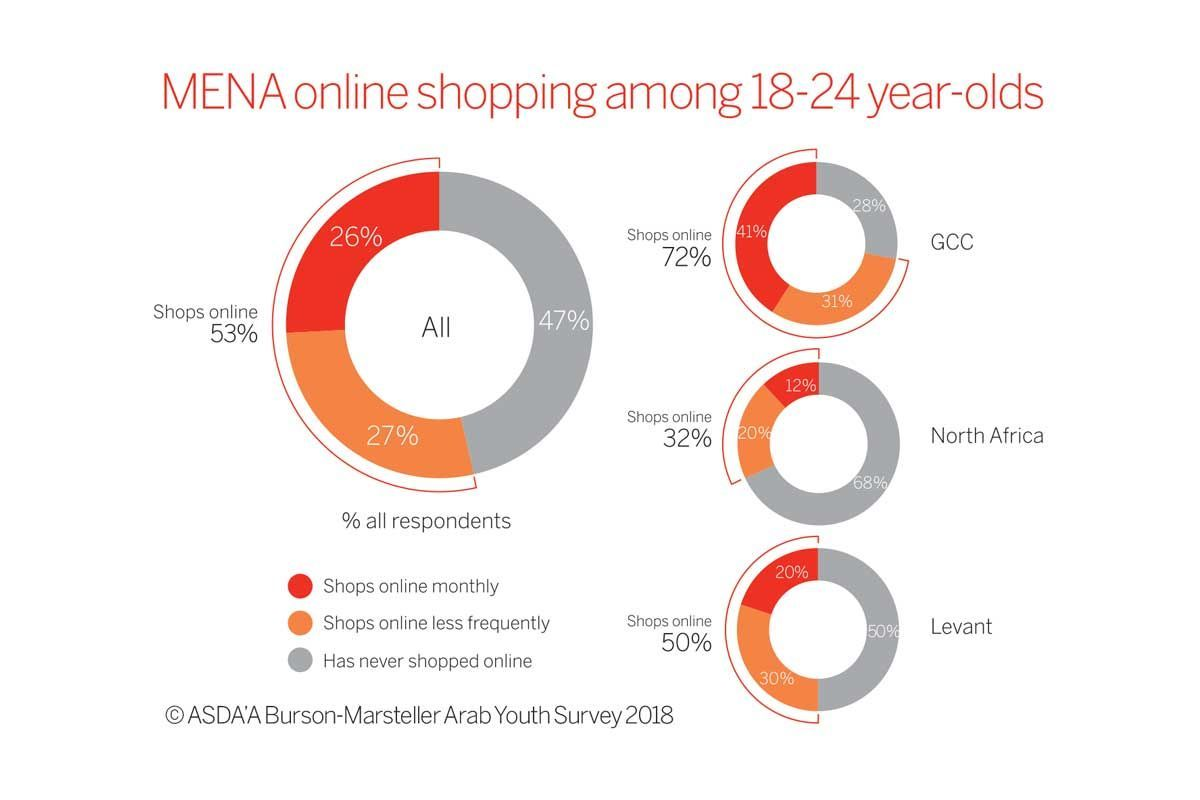 MENA online shopping among 18-24 year-olds
26%
47%
27%
All
Shops online
53%
% all respondents
Shops online monthly
Shops online less frequently
Has never shopped online
© ASDA'A Burson-Marsteller Arab Youth Survey 2018
Shops online
72%
41%
28%
31%
GCC
Shops online
32%
12%
20%
68%
North Africa
Shops online
50%
20%
50%
30%
Levant